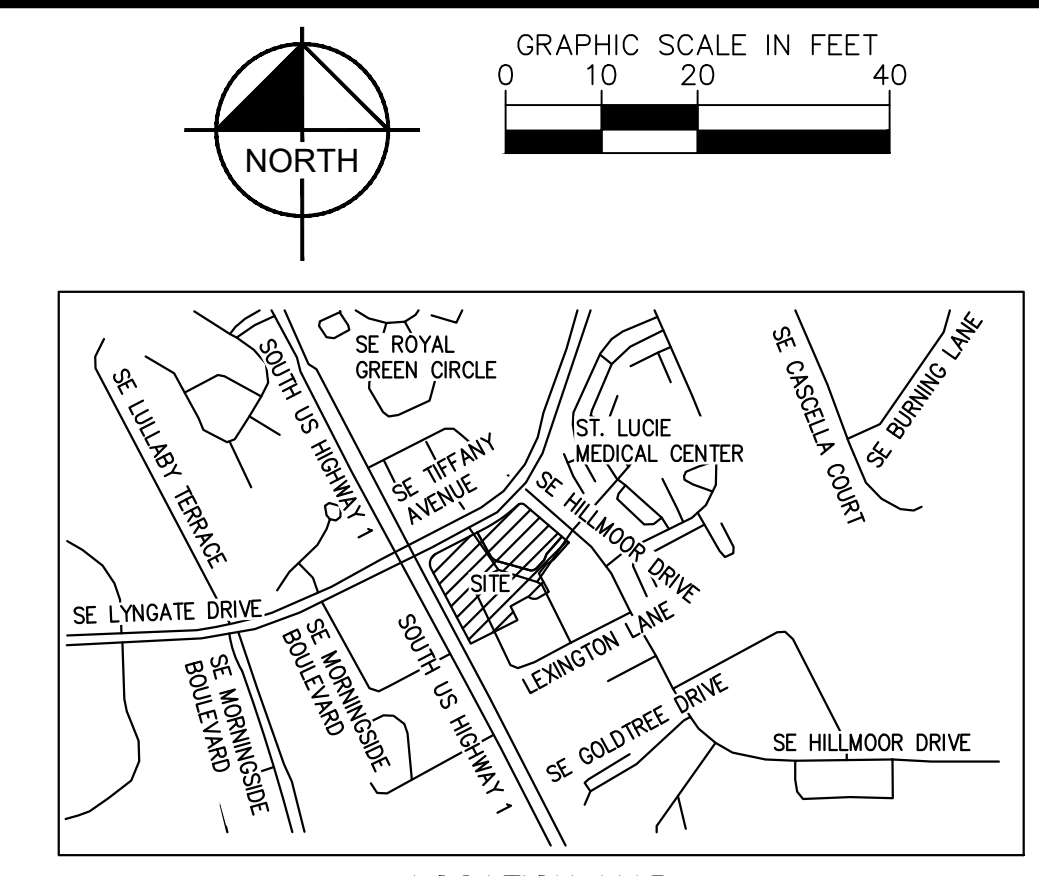 GRAPHIC SCALE IN FEET
0 10 20 40
NORTH
SE ROYAL
GREEN CIRCLE
SOUTH US HIGHWAY 1
SE LULLABY TERRACE
SE CASCELLA COURT
SE BURNING LANE
ST. LUCIE
MEDICAL CENTER
SE TIFFANY
AVENUE
SE HILLMOOR DRIVE
SITE
SE LYNGATE DRIVE
SE MORNINGSIDE
BOULEVARD
SE MORNINGSIDE
BOULEVARD
SOUTH US HIGHWAY 1
LEXINGTON LANE
SE GOLDTREE DRIVE
SE HILLMOOR DRIVE